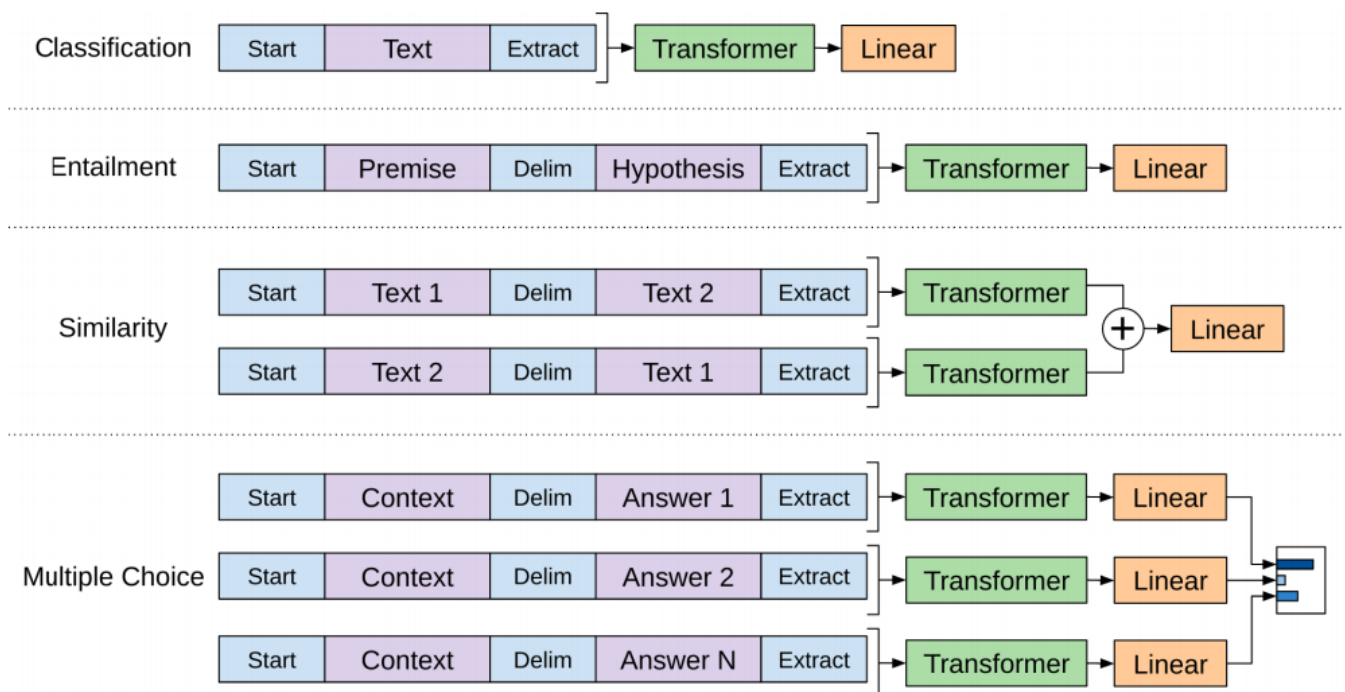 Classification Start Text Extract Transformer Linear
Entailment Start Premise Delim Hypothesis Extract Transformer Linear
Similarity
Start Text 1 Delim Text 2 Extract Transformer
+ Linear
Start Text 2 Delim Text 1 Extract Transformer
Multiple Choice
Start Context Delim Answer 1 Extract Transformer Linear
Start Context Delim Answer 2 Extract Transformer Linear
Start Context Delim Answer N Extract Transformer Linear